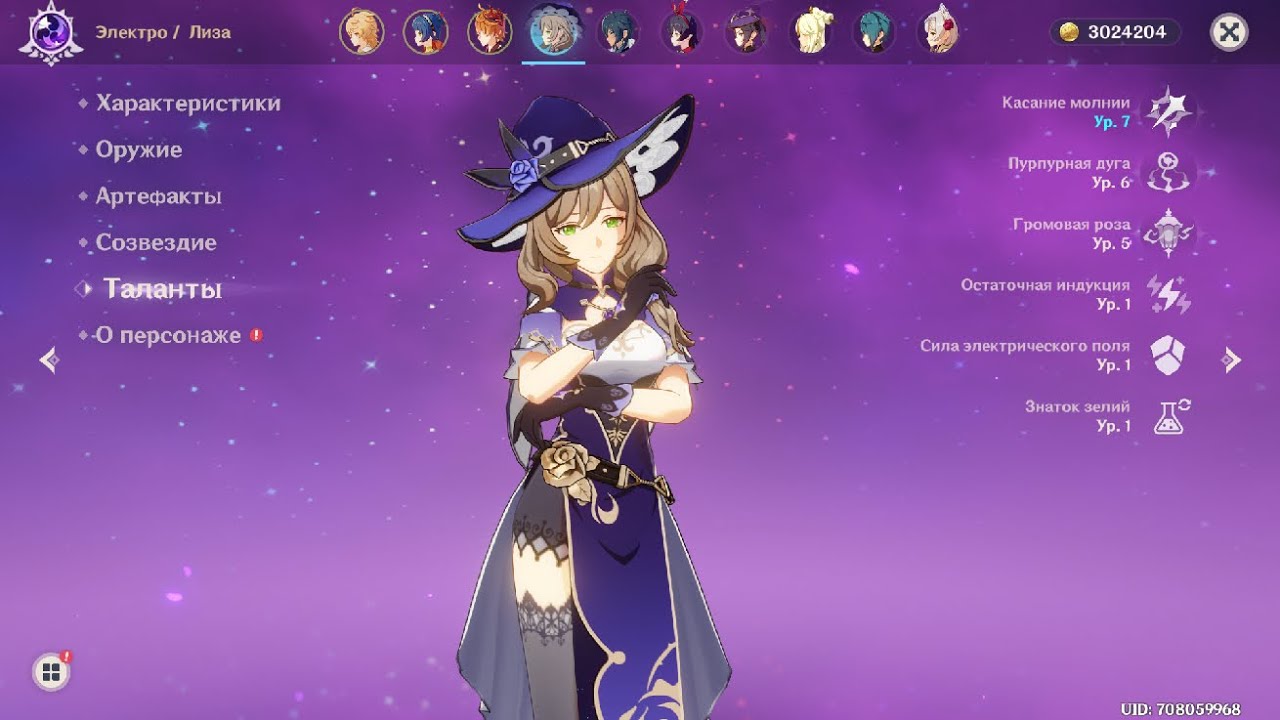 Электро / Лиза
3024204
Характеристики
Оружие
Артефакты
Созвездие
Таланты
О персонаже
Касание молнии
Ур. 7
Пурпурная дуга
Ур. 6
Громовая роза
Ур. 5
Остаточная индукция
Ур. 1
Сила электрического поля
Ур. 1
Знаток зелий
Ур. 1
UID: 708059968